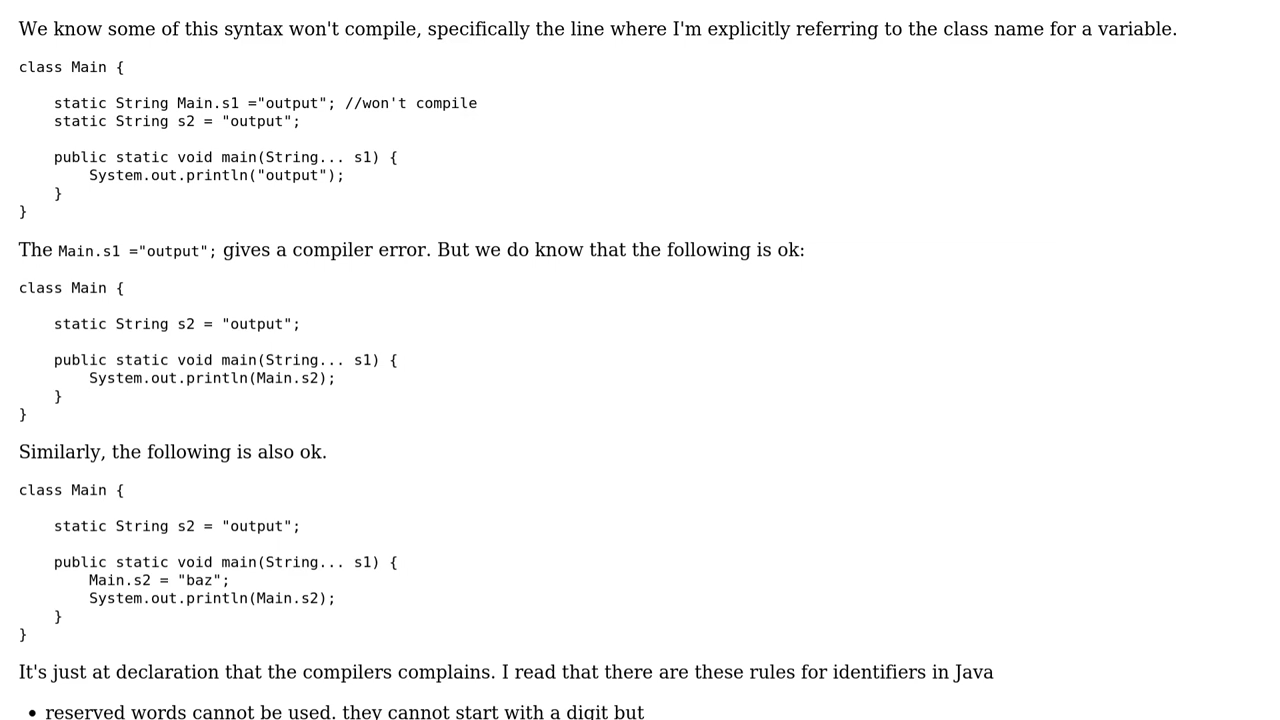 We know some of this syntax won't compile, specifically the line where I'm explicitly referring to the class name for a variable.
class Main {
    static String Main.s1 ="output"; //won't compile
    static String s2 = "output";
    public static void main(String... s1) {
        System.out.println("output");
    }
}
The Main.s1 ="output"; gives a compiler error. But we do know that the following is ok:
class Main {
    static String s2 = "output";
    public static void main(String... s1) {
        System.out.println(Main.s2);
    }
}
Similarly, the following is also ok.
class Main {
    static String s2 = "output";
    public static void main(String... s1) {
        Main.s2 = "baz";
        System.out.println(Main.s2);
    }
}
It's just at declaration that the compilers complains. I read that there are these rules for identifiers in Java
• reserved words cannot be used. they cannot start with a digit but